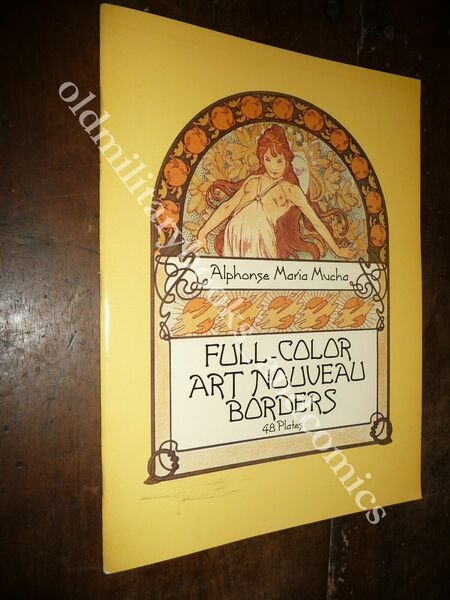 Alphonse Maria Mucha
FULL-COLOR
ART NOUVEAU
BORDERS
48 Plates